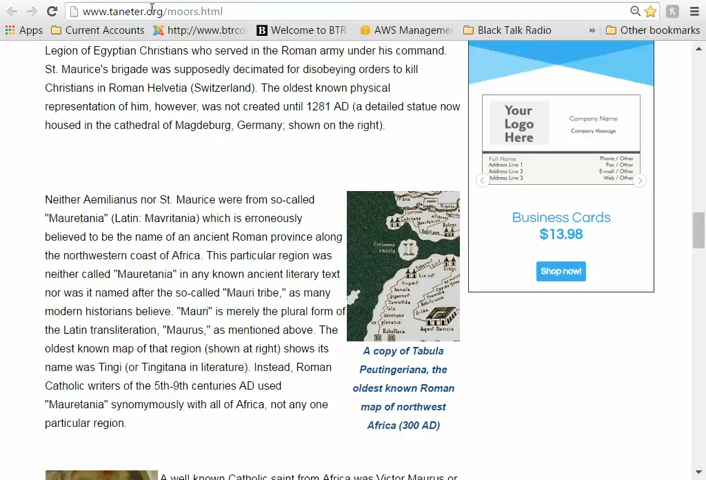 www.taneter.org/moors.html
Apps
Current Accounts
http://www.btrco
Welcome to BTR
AWS Manageme
Black Talk Radio
»
Other bookmarks
Legion of Egyptian Christians who served in the Roman army under his command.
St. Maurice's brigade was supposedly decimated for disobeying orders to kill
Christians in Roman Helvetia (Switzerland). The oldest known physical
representation of him, however, was not created until 1281 AD (a detailed statue now
housed in the cathedral of Magdeburg, Germany; shown on the right).
Neither Aemilianus nor St. Maurice were from so-called
"Mauretania" (Latin: Mavritania) which is erroneously
believed to be the name of an ancient Roman province along
the northwestern coast of Africa. This particular region was
neither called "Mauretania" in any known ancient literary text
nor was it named after the so-called "Mauri tribe," as many
modern historians believe. "Mauri" is merely the plural form of
the Latin transliteration, "Maurus," as mentioned above. The
oldest known map of that region (shown at right) shows its
name was Tingi (or Tingitana in literature). Instead, Roman
Catholic writers of the 5th-9th centuries AD used
"Mauretania" synomymously with all of Africa, not any one
particular region.
A copy of Tabula
Peutingeriana, the
oldest known Roman
map of northwest
Africa (300 AD)
A well known Catholic saint from Africa was Victor Maurus or
Your
Logo
Here
Company Name
Company Message
Full Name
Address Line 1
Address Line 2
Address Line 3
Phone / Other
Fax / Other
E-mail / Other
Web / Other
Business Cards
$13.98
Shop now!